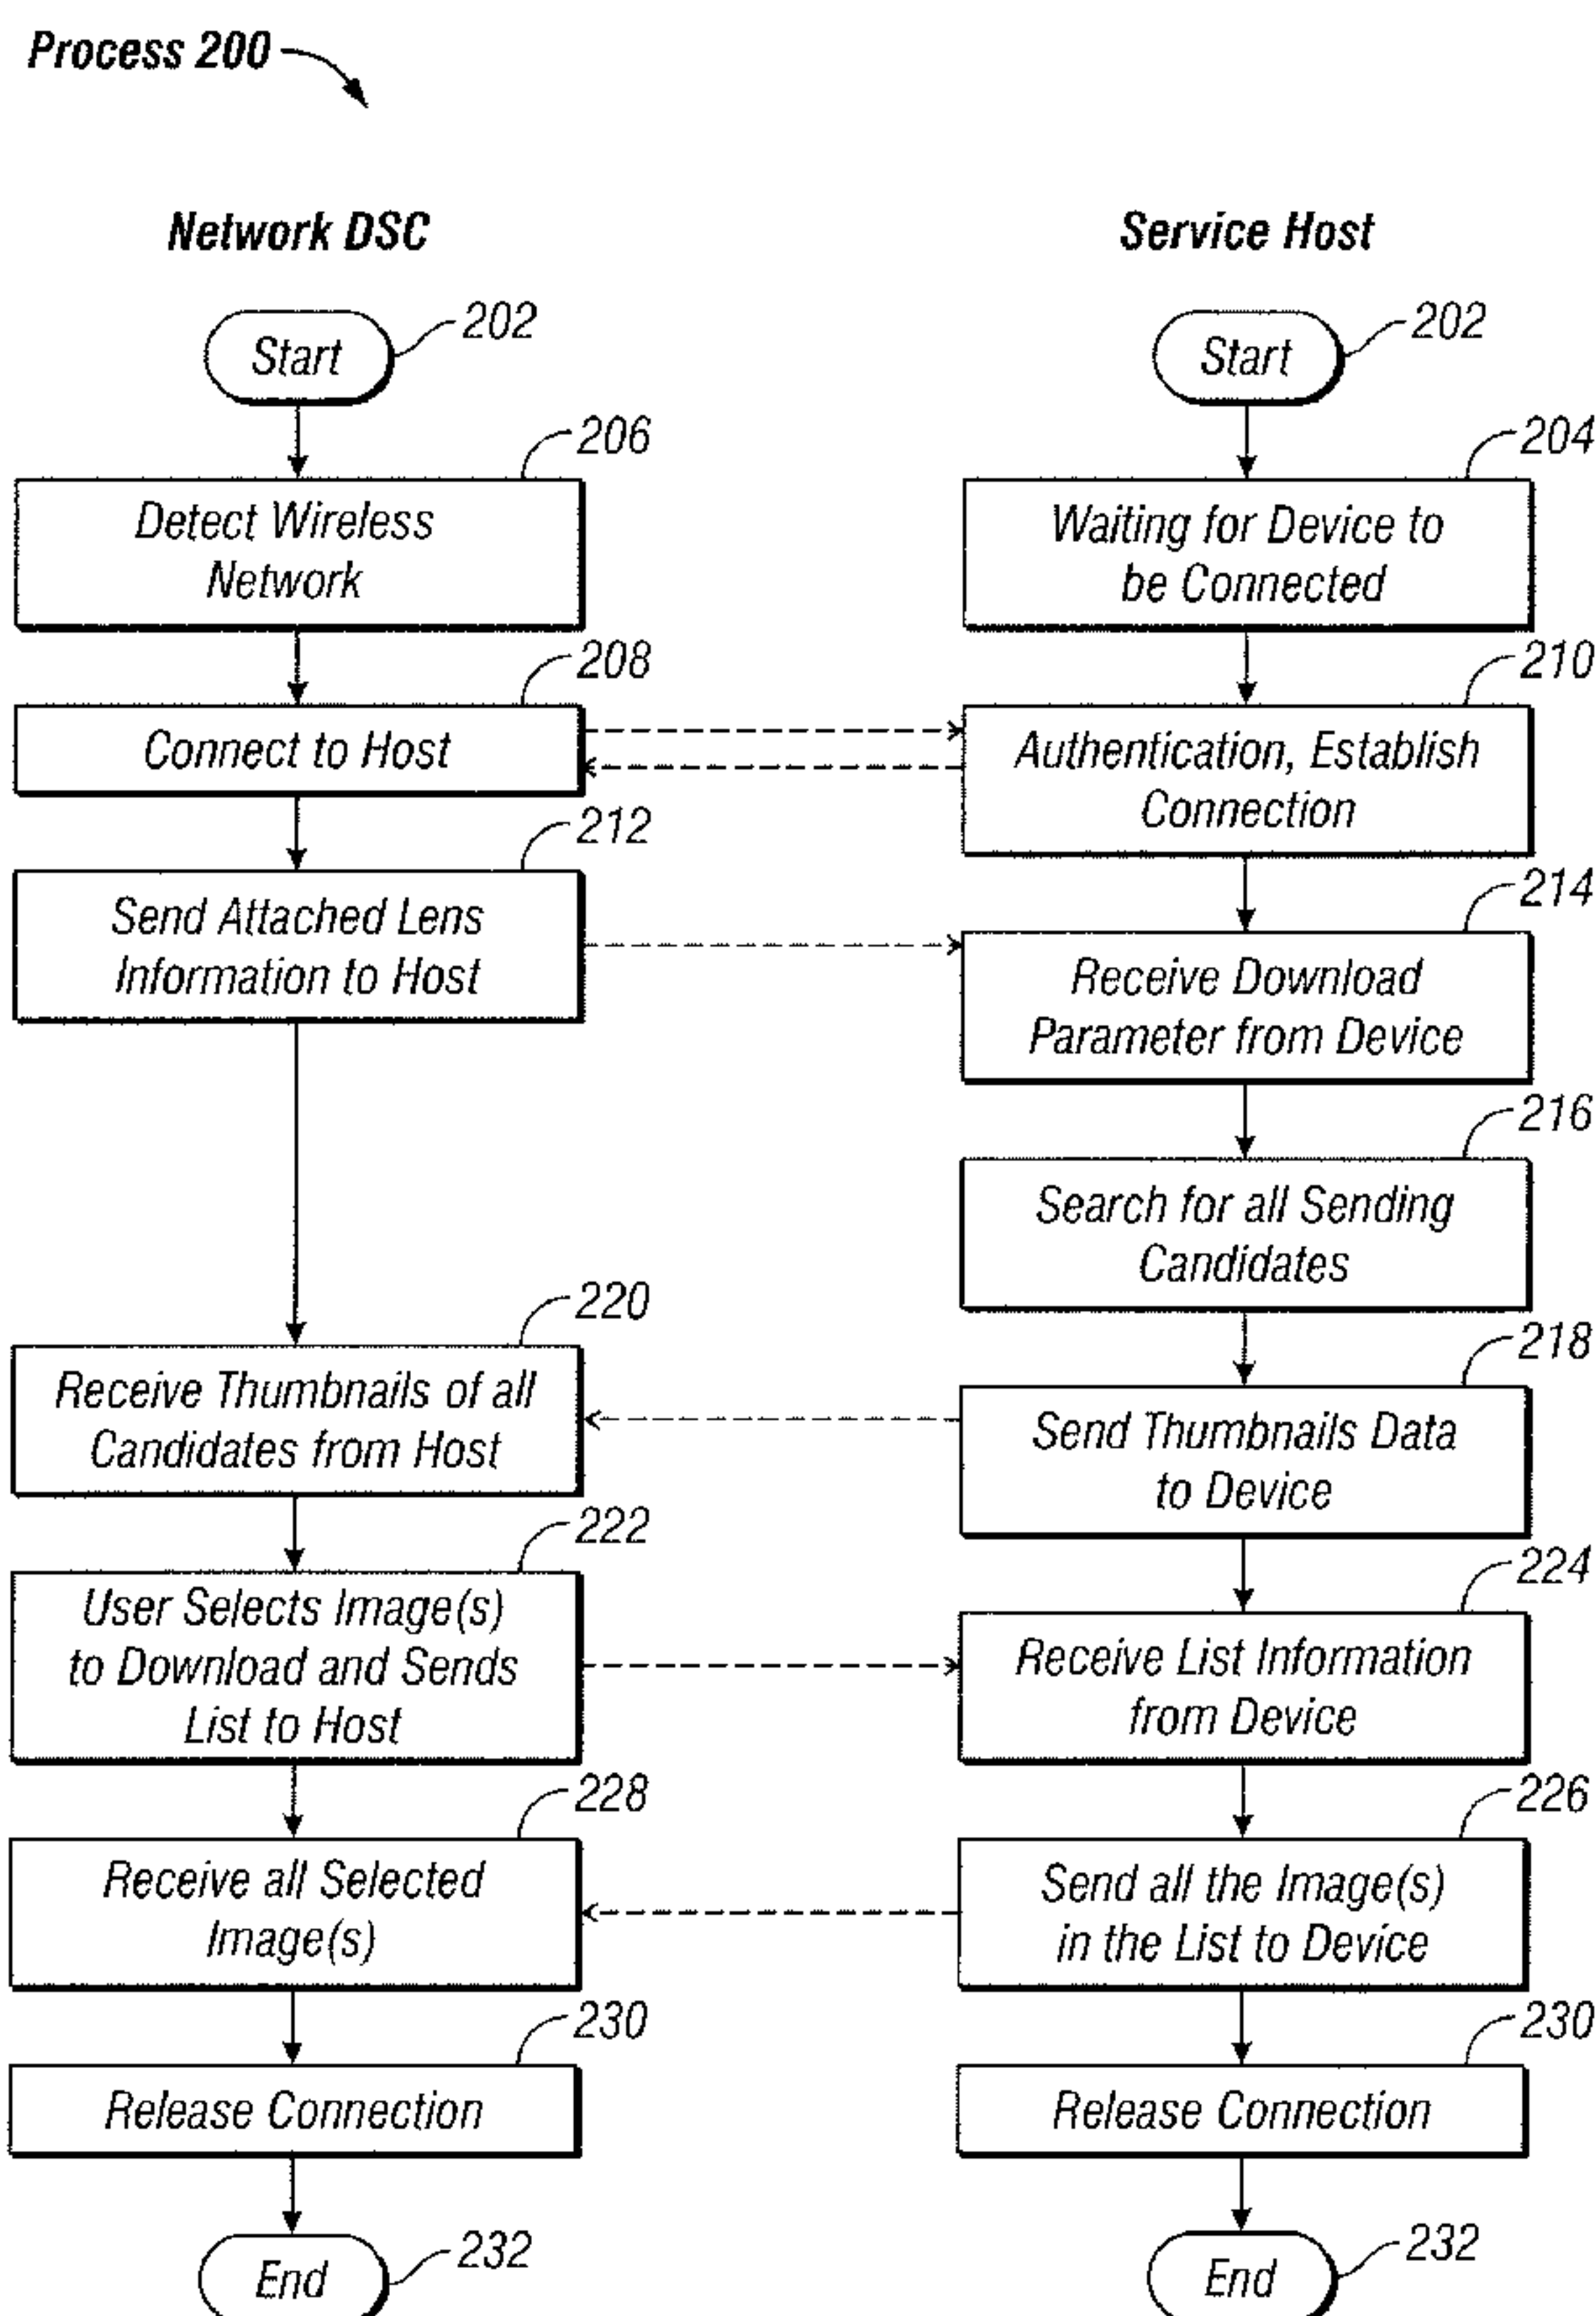 Process 200
Network DSC
Service Host
Start
202
Start
202
206
Detect Wireless
Network
204
Waiting for Device to
be Connected
208
Connect to Host
210
Authentication, Establish
Connection
212
Send Attached Lens
Information to Host
214
Receive Download
Parameter from Device
216
Search for all Sending
Candidates
220
Receive Thumbnails of all
Candidates from Host
218
Send Thumbnails Data
to Device
222
User Selects Image(s)
to Download and Sends
List to Host
224
Receive List Information
from Device
228
Receive all Selected
Image(s)
226
Send all the Image(s)
in the List to Device
230
Release Connection
230
Release Connection
End
232
End
232